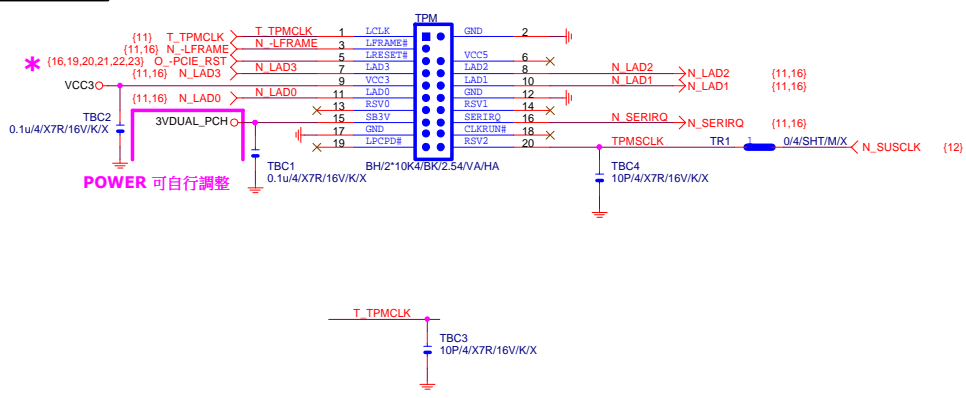 TPM
{11} T_TPMCLK T_TPMCLK 1 LCLK GND 2
{11,16} N_-LFRAME N_-LFRAME 3 LFRAME#
* {16,19,20,21,22,23} O_-PCIE_RST 5 LRESET# VCC5 6
{11,16} N_LAD3 N_LAD3 7 LAD3 LAD2 8 N_LAD2 N_LAD2 {11,16}
VCC3 9 VCC3 LAD1 10 N_LAD1 N_LAD1 {11,16}
{11,16} N_LAD0 N_LAD0 11 LAD0 GND 12
13 RSV0 RSV1 14
TBC2
0.1u/4/X7R/16V/K/X
3VDUAL_PCH 15 SB3V SERIRQ 16 N_SERIRQ N_SERIRQ {11,16}
17 GND CLKRUN# 18
19 LPCPD# RSV2 20 TPMSCLK TR1 1 0/4/SHT/M/X N_SUSCLK {12}
BH/2*10K4/BK/2.54/VA/HA
TBC1
0.1u/4/X7R/16V/K/X
TBC4
10P/4/X7R/16V/K/X
POWER 可自行調整
T_TPMCLK
TBC3
10P/4/X7R/16V/K/X